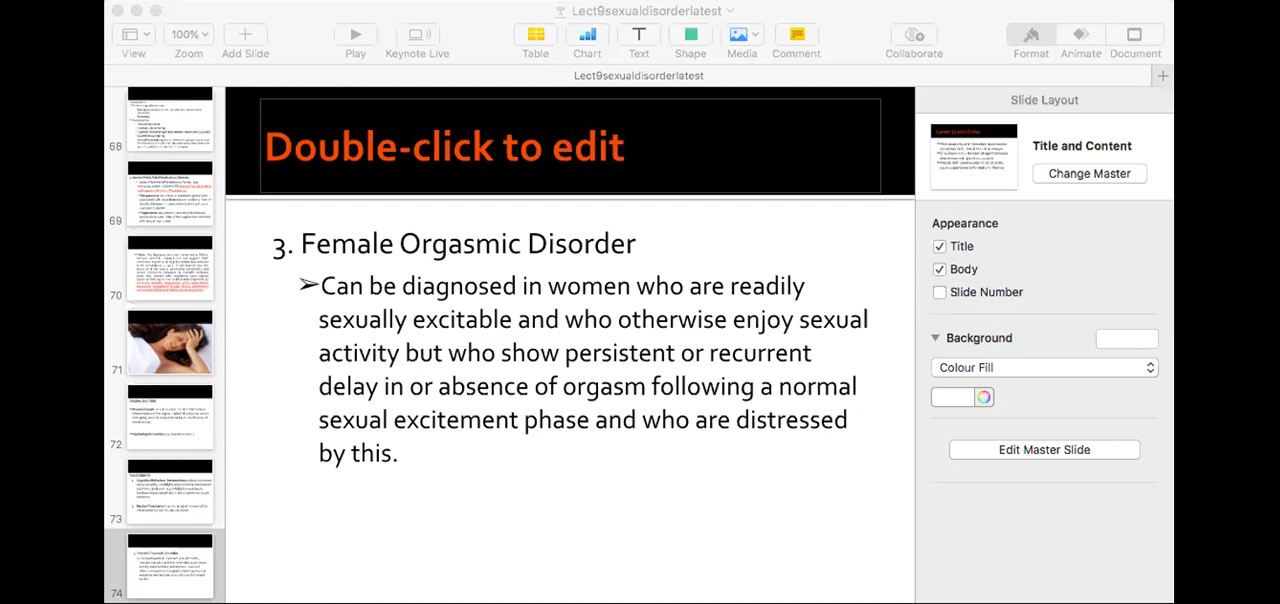 Lect9sexualdisorderlatest
100%
View
Zoom
Add Slide
Play
Keynote Live
Table
Chart
Text
Shape
Media
Comment
Collaborate
Format
Animate
Document
Lect9sexualdisorderlatest
68
69
70
71
72
73
74
Double-click to edit
3. Female Orgasmic Disorder
➢Can be diagnosed in women who are readily
sexually excitable and who otherwise enjoy sexual
activity but who show persistent or recurrent
delay in or absence of orgasm following a normal
sexual excitement phase and who are distressed
by this.
Slide Layout
Title and Content
Change Master
Appearance
Title
Body
Slide Number
Background
Colour Fill
Edit Master Slide